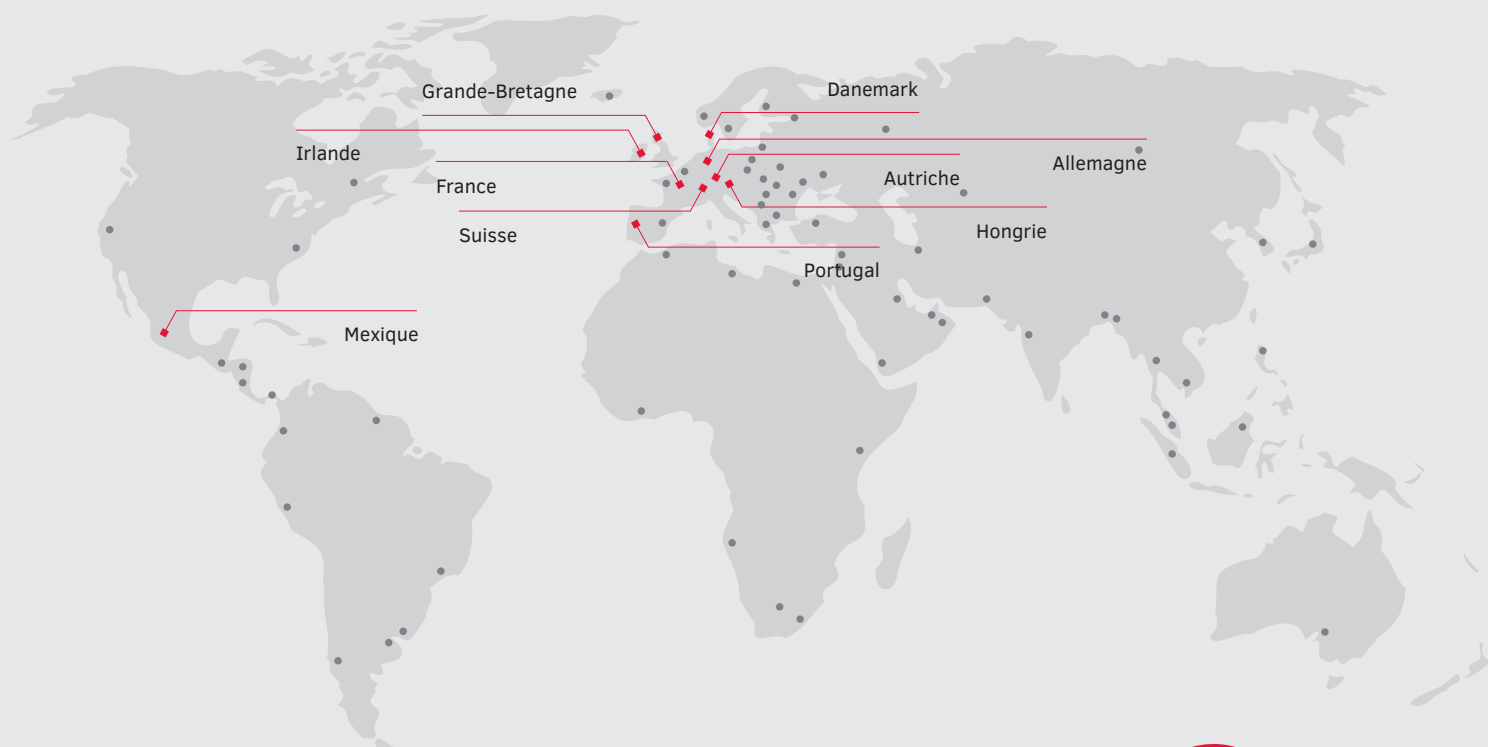 Grande-Bretagne
Danemark
Irlande
Allemagne
France
Autriche
Suisse
Hongrie
Portugal
Mexique